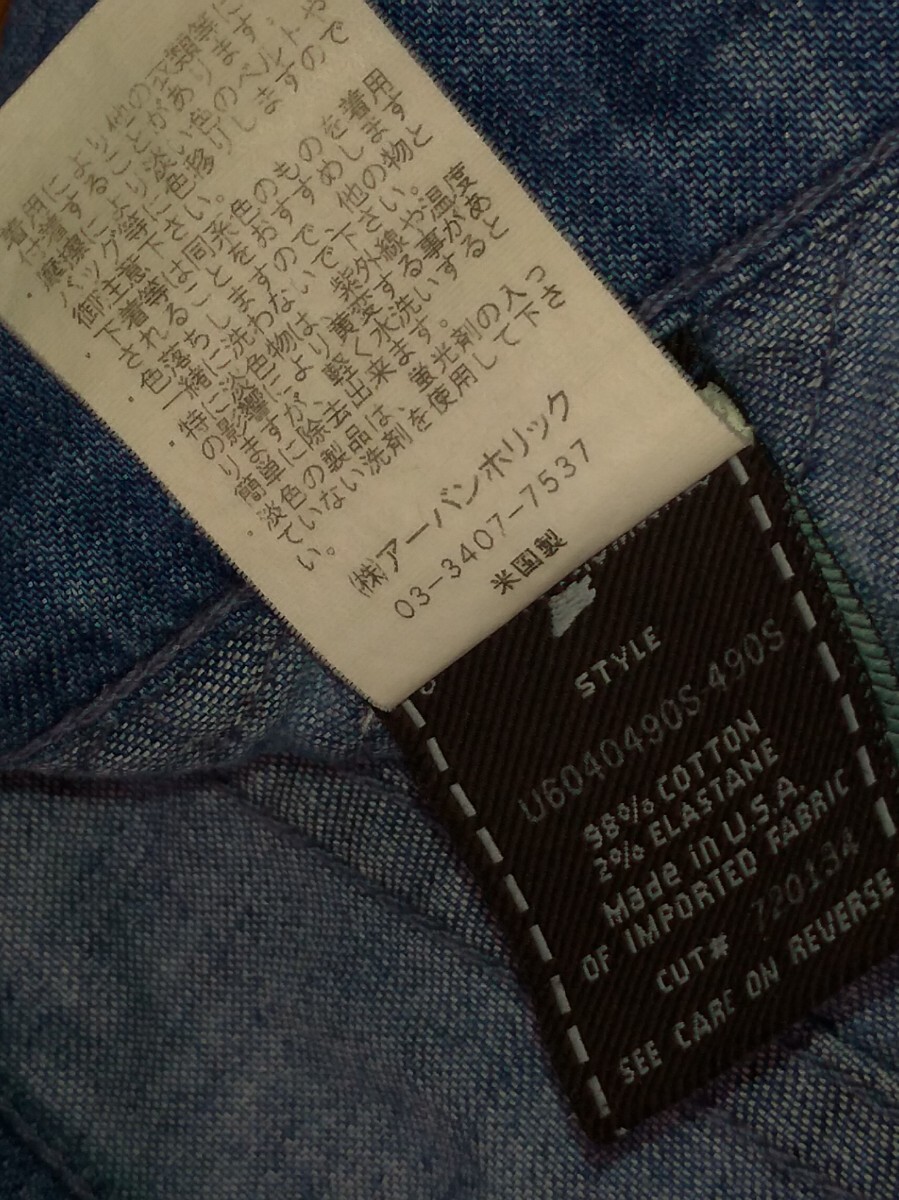 着用により他の衣類等に
付着することがあります
・摩擦により淡い色のベルトや
バッグ等に色移りしますので
御主意下さい。
・下着等は同系色のものを着用
されることをおすすめします
・色落ちしますので、他の物と
一緒に洗わないで下さい。
・特に淡色物は、紫外線や温度
の影響により黄変する事があ
りますが、軽く水洗いすると
簡単に除去出来ます。
・淡色の製品は、蛍光剤の入っ
ていない洗剤を使用して下さ
い。
㈱アーバンホリック
03-3407-7537
米国製
STYLE
U6040490S-490S
98% COTTON
2% ELASTANE
Made in U.S.A.
OF IMPORTED FABRIC
CUT# 720134
SEE CARE ON REVERSE